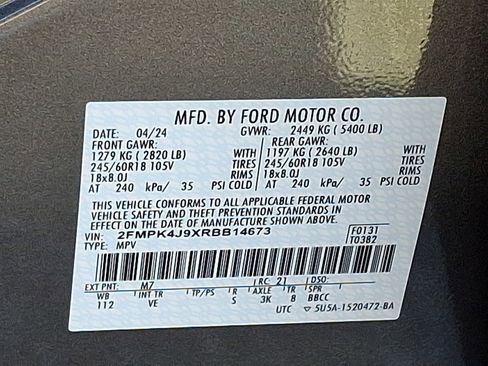 MFD. BY FORD MOTOR CO.
DATE: 04/24 GVWR: 2449 KG ( 5400 LB)
FRONT GAWR: REAR GAWR:
1279 KG ( 2820 LB) WITH 1197 KG ( 2640 LB) WITH
245/60R18 105V TIRES 245/60R18 105V TIRES
18x8.0J RIMS 18x8.0J RIMS
AT 240 kPa/ 35 PSI COLD AT 240 kPa/ 35 PSI COLD
THIS VEHICLE CONFORMS TO ALL APPLICABLE FEDERAL MOTOR
VEHICLE SAFETY AND THEFT PREVENTION STANDARDS IN
EFFECT ON THE DATE OF MANUFACTURE SHOWN ABOVE.
VIN: 2FMPK4J9XRBB14673 F0131
TYPE: MPV T0382
EXT PNT: M7 RC: 21 DSO:
WB INT TR TP/PS R AXLE TR SPR
112 VE S 3K 8 BBCC
UTC ▽ 5U5A-1520472-BA